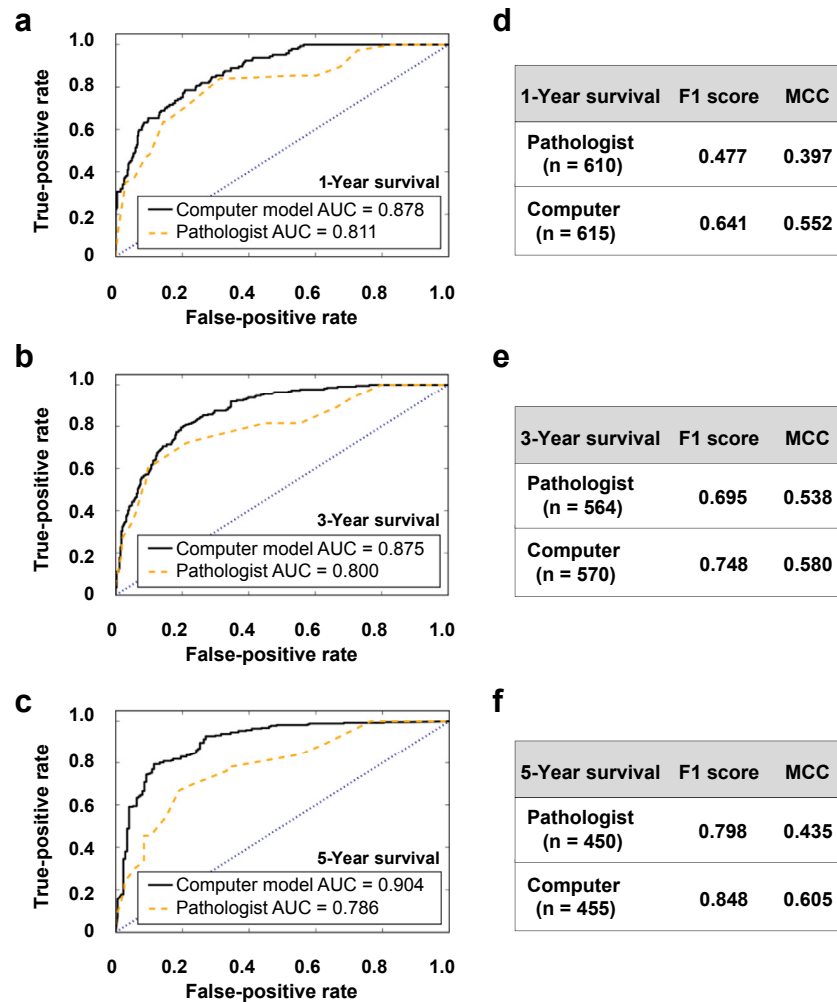 a
1.0
0.8
0.6
0.4
0.2
0
True-positive rate
1-Year survival
Computer model AUC = 0.878
Pathologist AUC = 0.811
0 0.2 0.4 0.6 0.8 1.0
False-positive rate
d
1-Year survival F1 score MCC
Pathologist
(n = 610) 0.477 0.397
Computer
(n = 615) 0.641 0.552
b
1.0
0.8
0.6
0.4
0.2
0
True-positive rate
3-Year survival
Computer model AUC = 0.875
Pathologist AUC = 0.800
0 0.2 0.4 0.6 0.8 1.0
False-positive rate
e
3-Year survival F1 score MCC
Pathologist
(n = 564) 0.695 0.538
Computer
(n = 570) 0.748 0.580
c
1.0
0.8
0.6
0.4
0.2
0
True-positive rate
5-Year survival
Computer model AUC = 0.904
Pathologist AUC = 0.786
0 0.2 0.4 0.6 0.8 1.0
False-positive rate
f
5-Year survival F1 score MCC
Pathologist
(n = 450) 0.798 0.435
Computer
(n = 455) 0.848 0.605